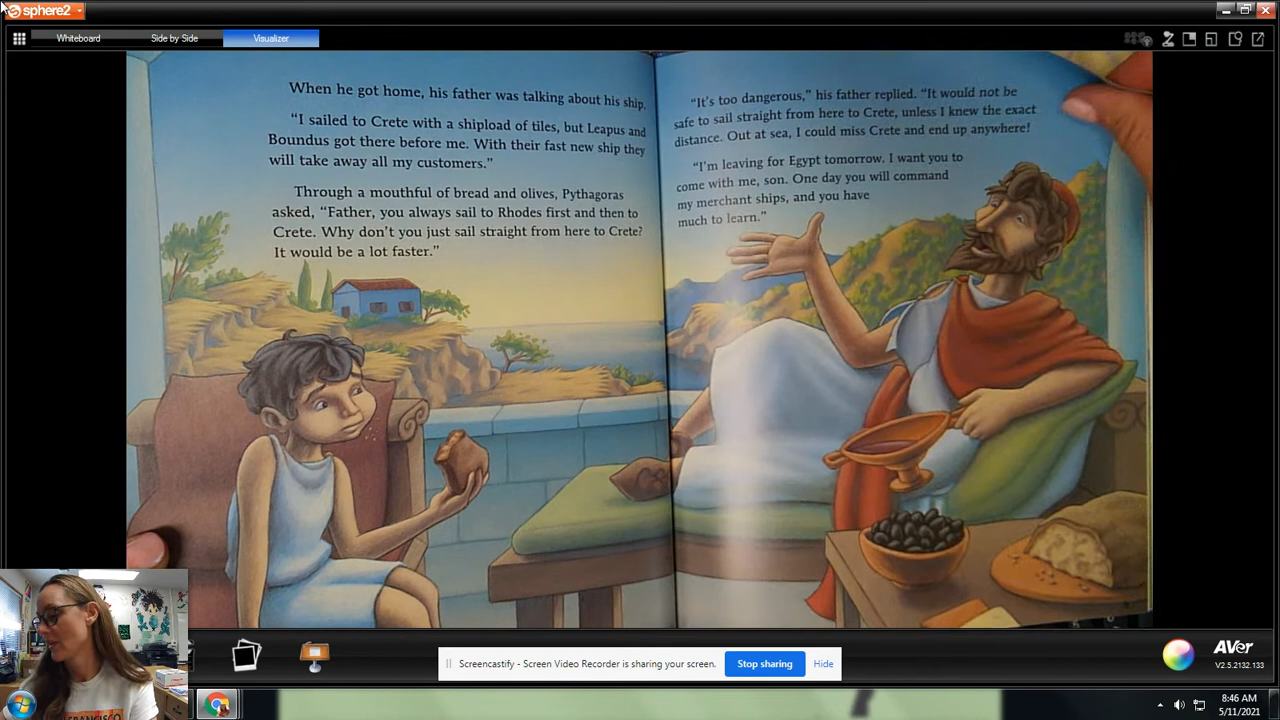 sphere2
Whiteboard
Side by Side
Visualizer
When he got home, his father was talking about his ship.
"I sailed to Crete with a shipload of tiles, but Leapus and
Boundus got there before me. With their fast new ship they
will take away all my customers."
Through a mouthful of bread and olives, Pythagoras
asked, "Father, you always sail to Rhodes first and then to
Crete. Why don't you just sail straight from here to Crete?
It would be a lot faster."
"It's too dangerous," his father replied. "It would not be
safe to sail straight from here to Crete, unless I knew the exact
distance. Out at sea, I could miss Crete and end up anywhere!
"I'm leaving for Egypt tomorrow. I want you to
come with me, son. One day you will command
my merchant ships, and you have
much to learn."
Screencastify - Screen Video Recorder is sharing your screen.
Stop sharing
Hide
AVer
V2.5.2132.133
8:46 AM
5/11/2021